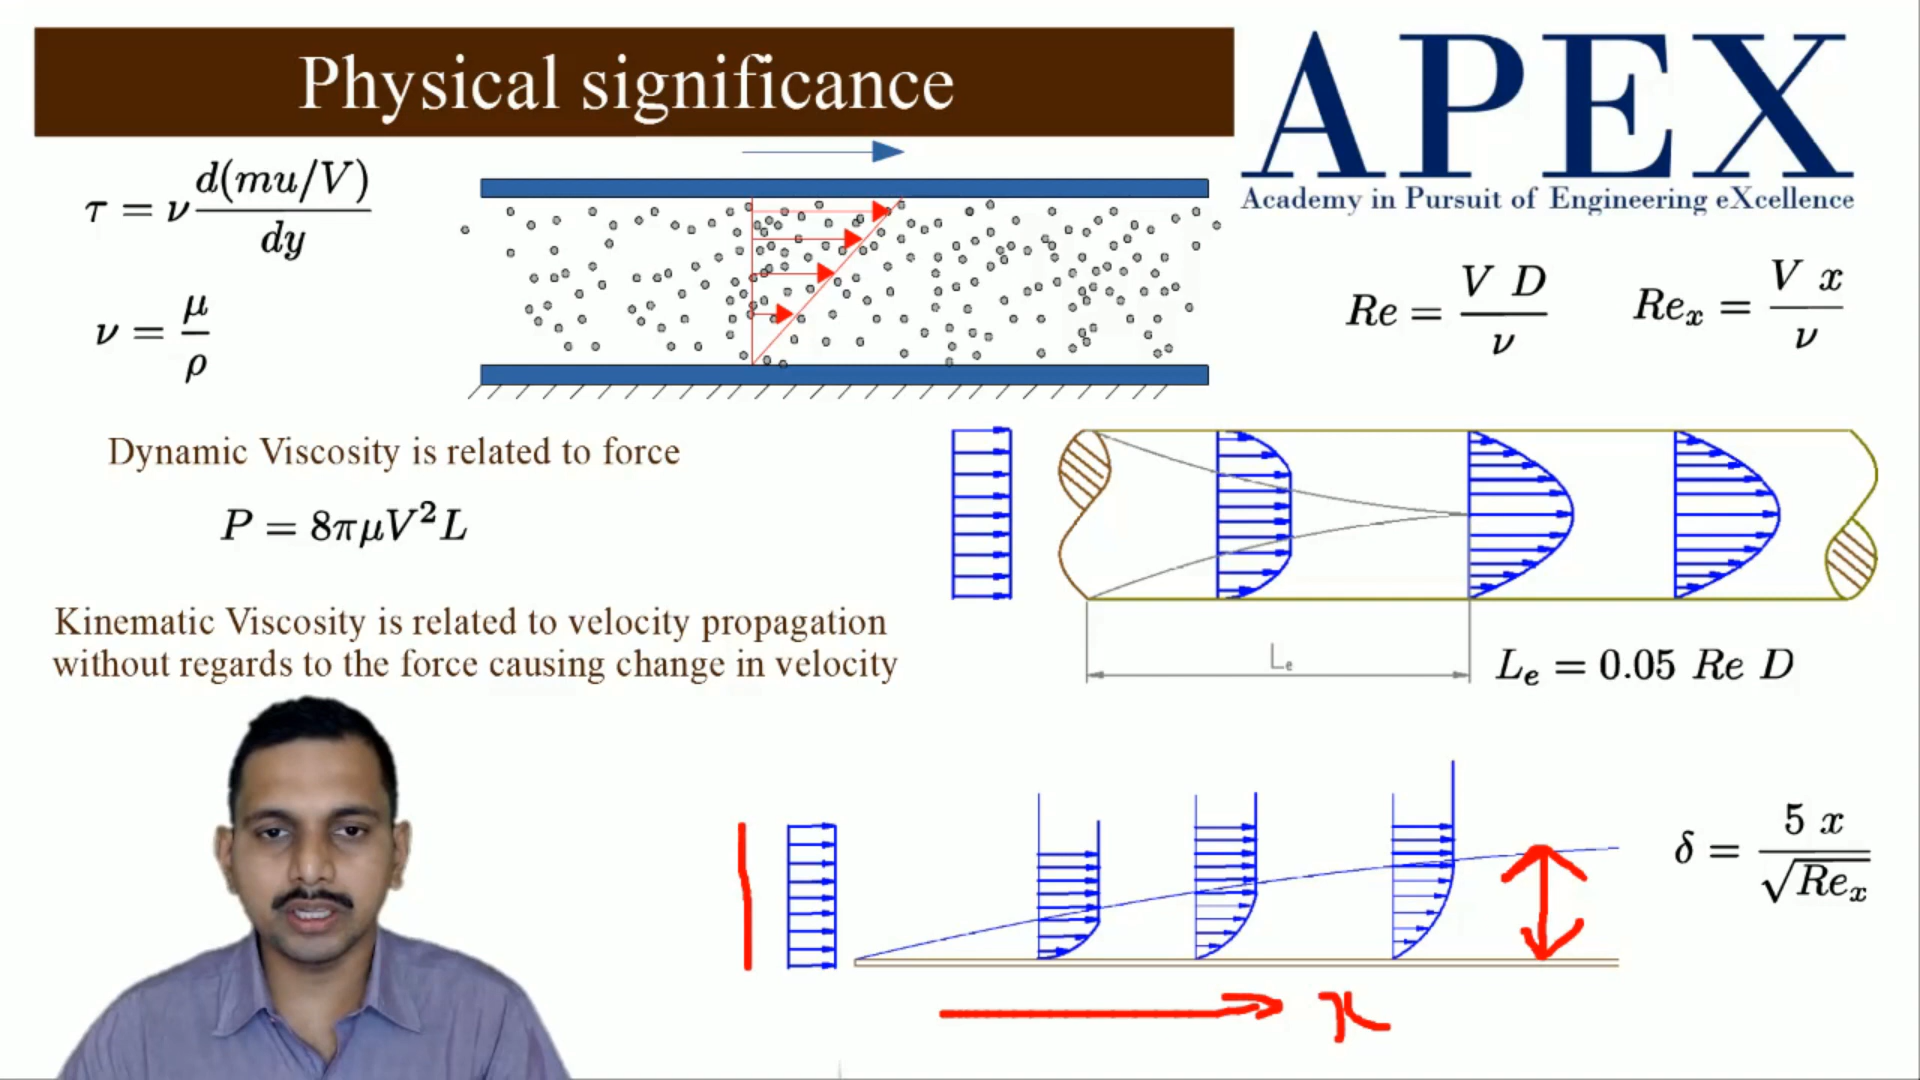 Physical significance
APEX
Academy in Pursuit of Engineering eXcellence
τ = ν d(mu/V) / dy
ν = μ / ρ
Re = V D / ν
Reₓ = V x / ν
Dynamic Viscosity is related to force
P = 8πμV²L
Kinematic Viscosity is related to velocity propagation
without regards to the force causing change in velocity
Lₑ
Lₑ = 0.05 Re D
δ = 5 x / √Reₓ
x